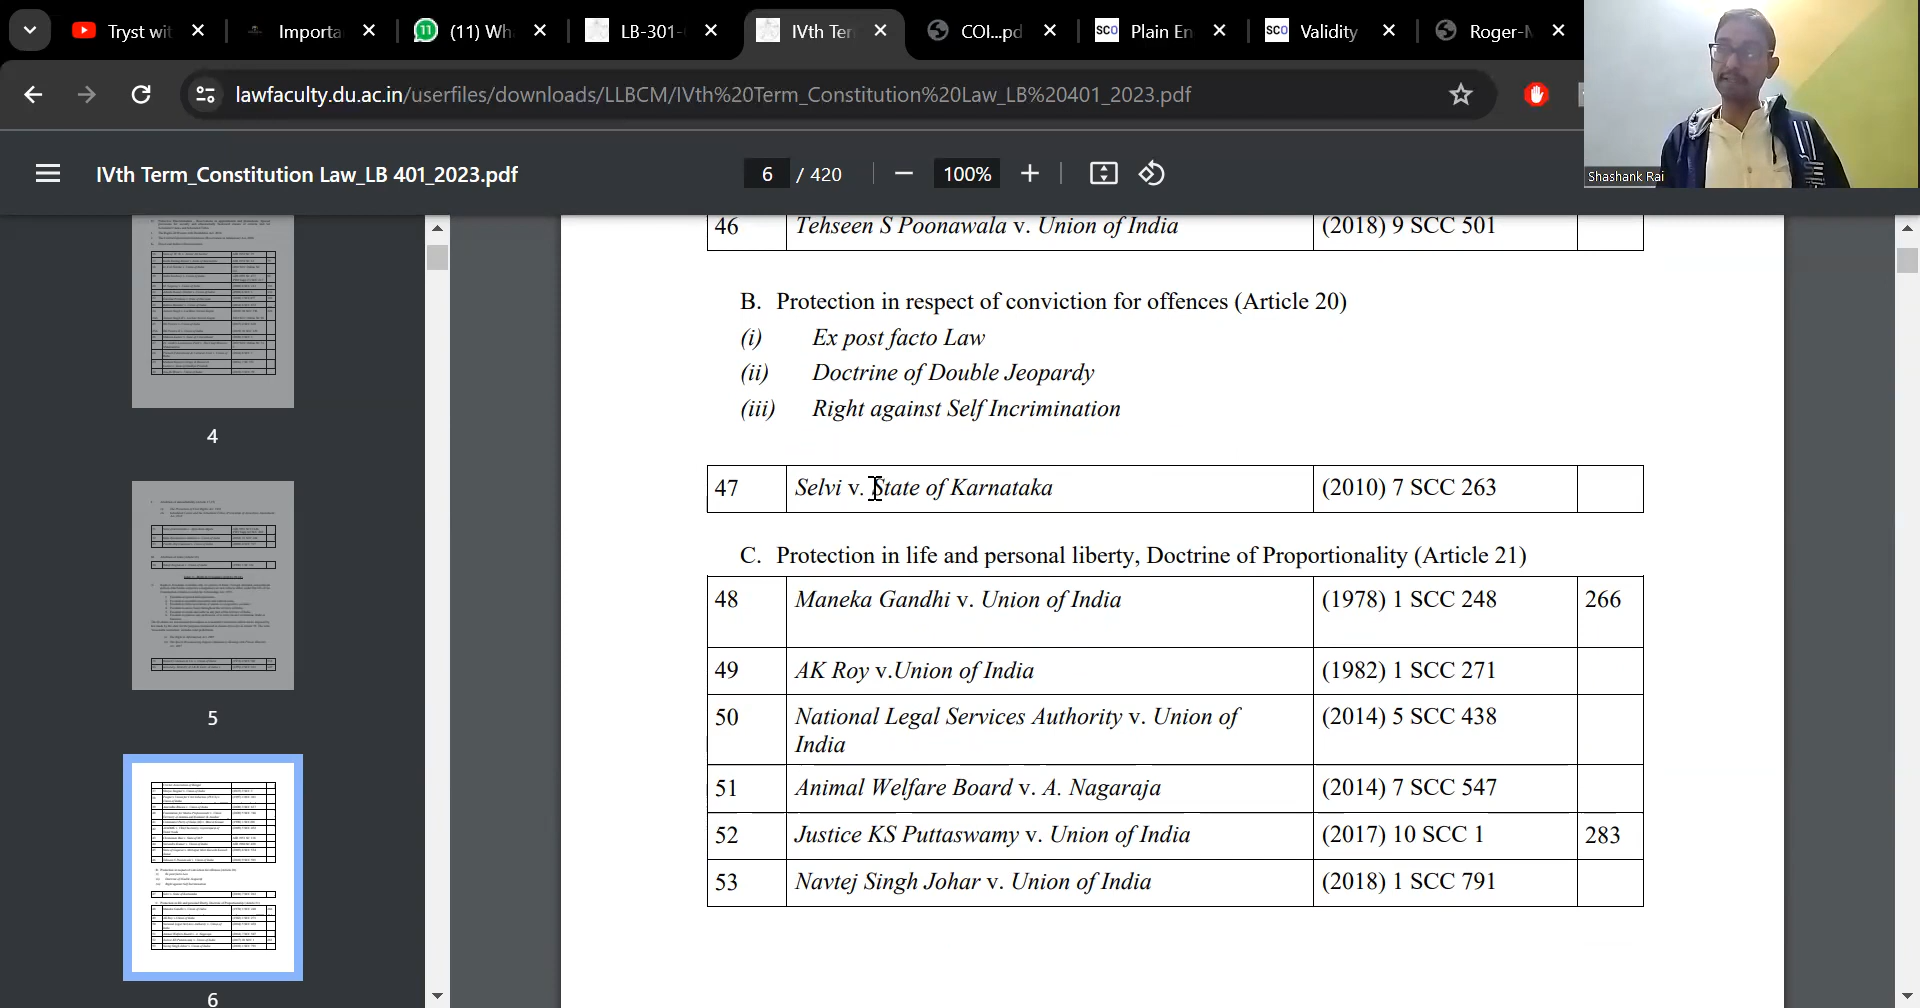 Tryst wit
Importa
(11) Wh
LB-301-
IVth Ter
COI...pd
Plain En
Validity
Roger-M
lawfaculty.du.ac.in/userfiles/downloads/LLBCM/IVth%20Term_Constitution%20Law_LB%20401_2023.pdf
IVth Term_Constitution Law_LB 401_2023.pdf
6 / 420
100%
Shashank Rai
4
5
6
46 Tehseen S Poonawala v. Union of India (2018) 9 SCC 501
B. Protection in respect of conviction for offences (Article 20)
(i) Ex post facto Law
(ii) Doctrine of Double Jeopardy
(iii) Right against Self Incrimination
47 Selvi v. State of Karnataka (2010) 7 SCC 263
C. Protection in life and personal liberty, Doctrine of Proportionality (Article 21)
48 Maneka Gandhi v. Union of India (1978) 1 SCC 248 266
49 AK Roy v.Union of India (1982) 1 SCC 271
50 National Legal Services Authority v. Union of (2014) 5 SCC 438
India
51 Animal Welfare Board v. A. Nagaraja (2014) 7 SCC 547
52 Justice KS Puttaswamy v. Union of India (2017) 10 SCC 1 283
53 Navtej Singh Johar v. Union of India (2018) 1 SCC 791